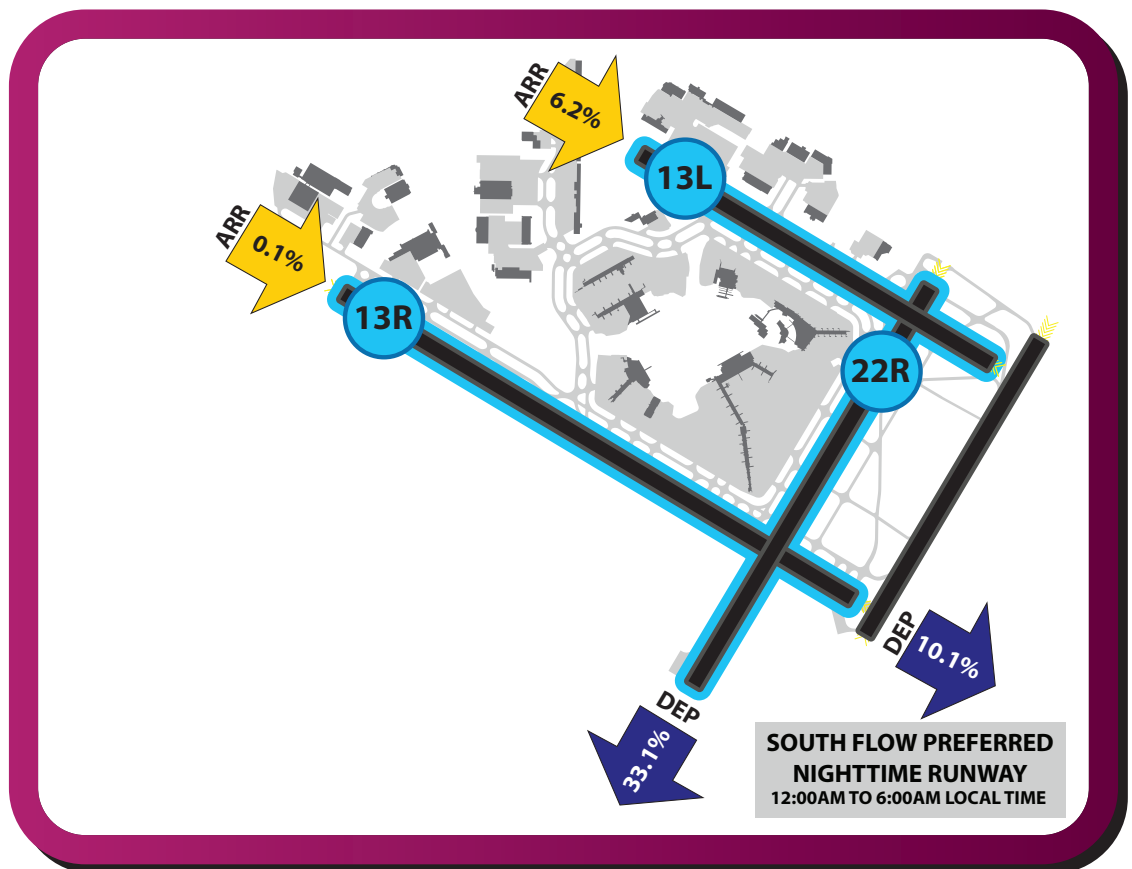 ARR
6.2%
13L
ARR
0.1%
13R
22R
DEP
10.1%
DEP
33.1%
SOUTH FLOW PREFERRED
NIGHTTIME RUNWAY
12:00AM TO 6:00AM LOCAL TIME